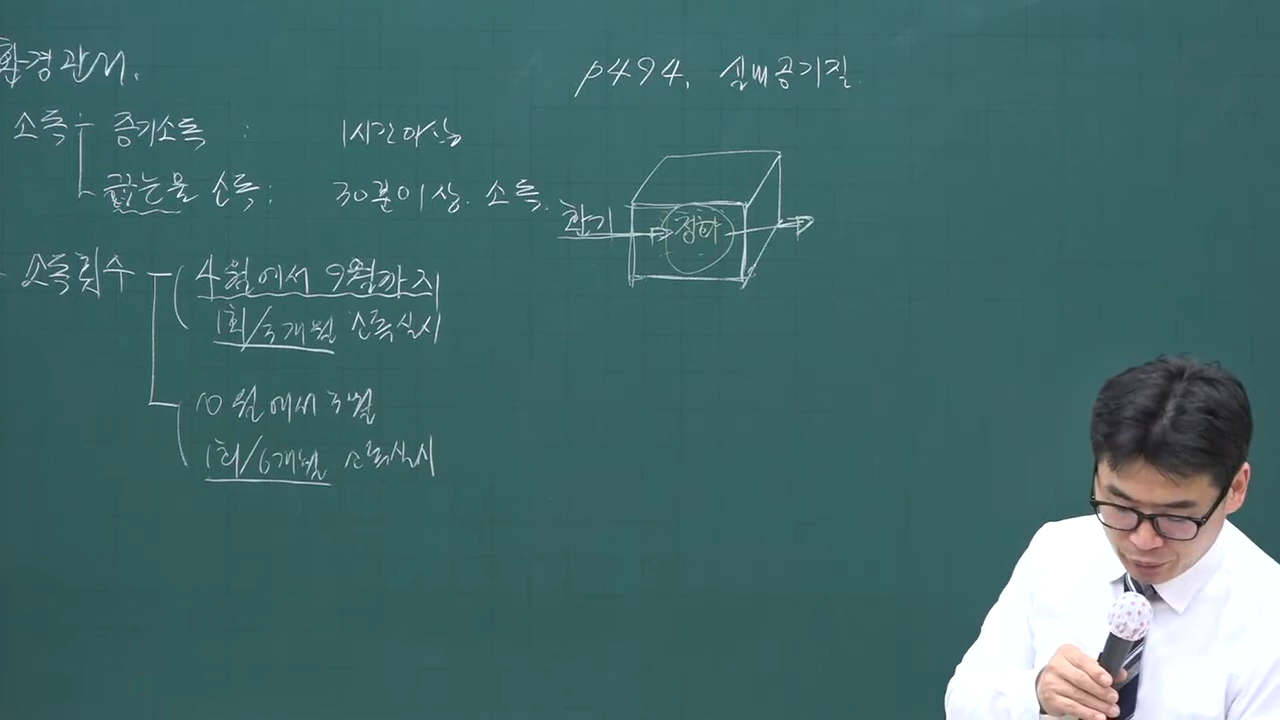 환경관리.
소독
증기소독 : 1시간이상
끓는물 소독: 30분이상. 소독.
소독횟수
4월에서 9월까지
1회/3개월 소독실시
10월에서 3월
1회/6개월 소독실시
p494. 실내공기질
환기
정화